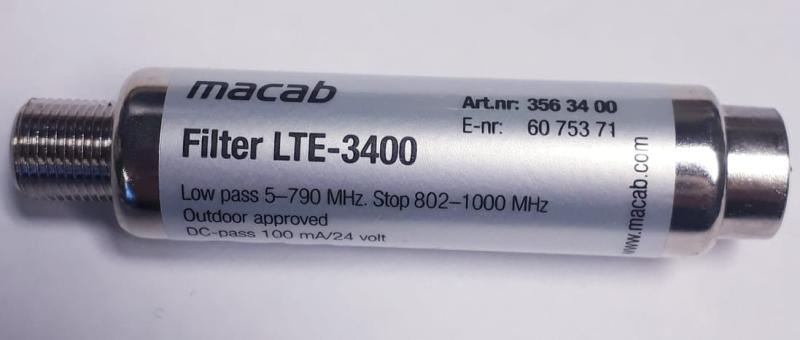 macab
Art.nr: 356 34 00
E-nr: 60 753 71
Filter LTE-3400
Low pass 5–790 MHz. Stop 802–1000 MHz
Outdoor approved
DC-pass 100 mA/24 volt
www.macab.com